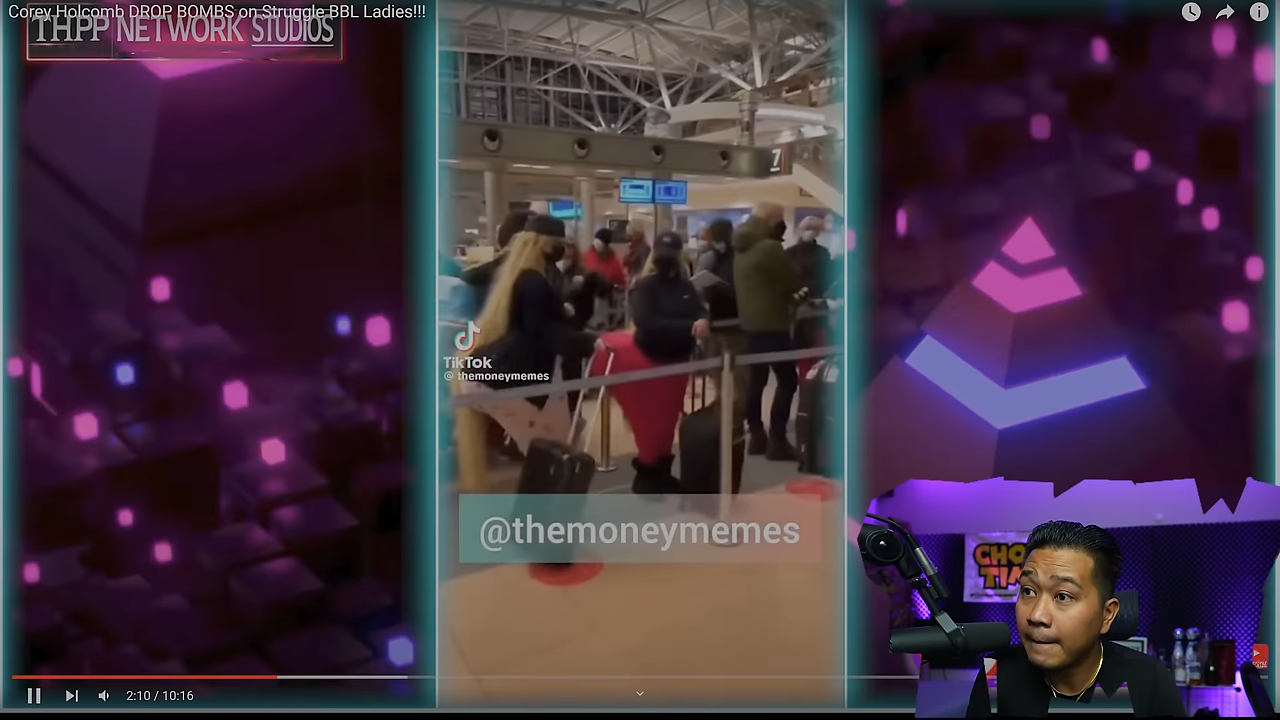 Corey Holcomb DROP BOMBS on Struggle BBL Ladies!!!
THPP NETWORK STUDIOS
7
TikTok
@ themoneymemes
@themoneymemes
2:10 / 10:16